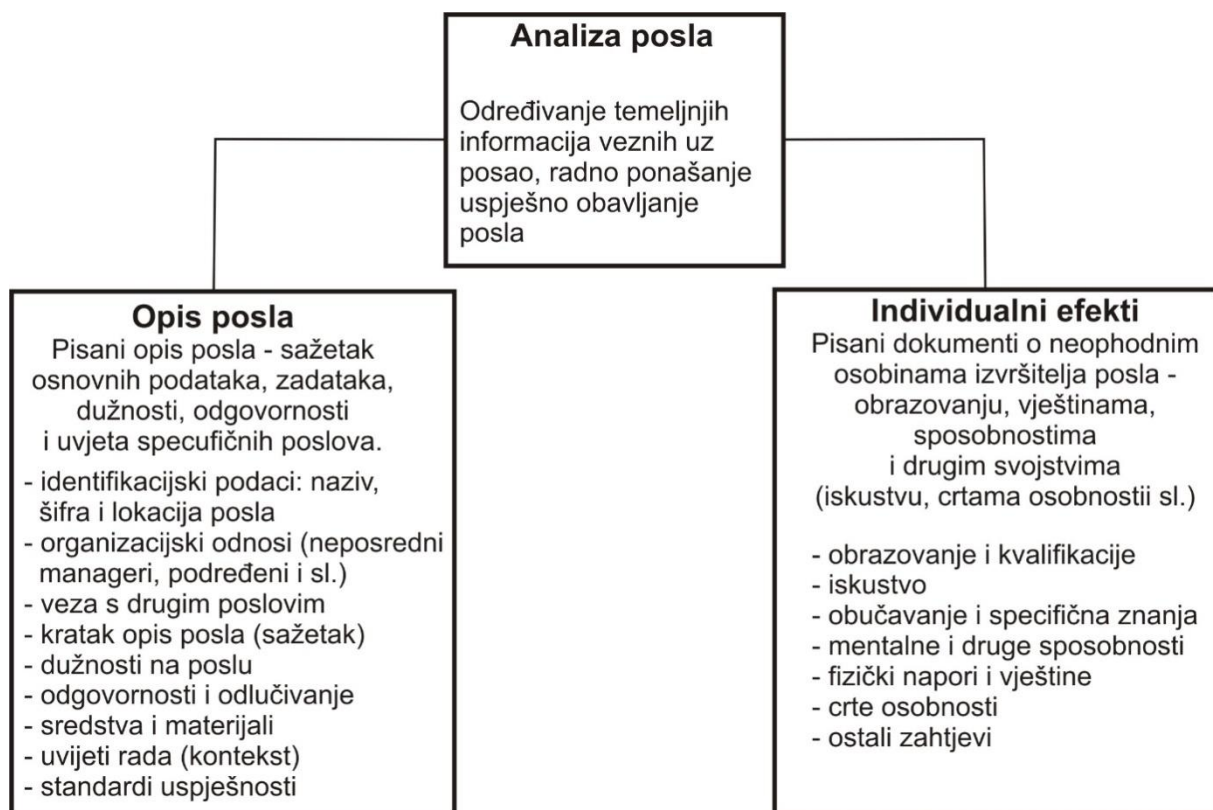 Analiza posla
Određivanje temeljnjih
informacija veznih uz
posao, radno ponašanje
uspješno obavljanje
posla
Opis posla
Pisani opis posla - sažetak
osnovnih podataka, zadataka,
dužnosti, odgovornosti
i uvjeta specufičnih poslova.
- identifikacijski podaci: naziv,
šifra i lokacija posla
- organizacijski odnosi (neposredni
manageri, podređeni i sl.)
- veza s drugim poslovim
- kratak opis posla (sažetak)
- dužnosti na poslu
- odgovornosti i odlučivanje
- sredstva i materijali
- uvijeti rada (kontekst)
- standardi uspješnosti
Individualni efekti
Pisani dokumenti o neophodnim
osobinama izvršitelja posla -
obrazovanju, vještinama,
sposobnostima
i drugim svojstvima
(iskustvu, crtama osobnostii sl.)
- obrazovanje i kvalifikacije
- iskustvo
- obučavanje i specifična znanja
- mentalne i druge sposobnosti
- fizički napori i vještine
- crte osobnosti
- ostali zahtjevi